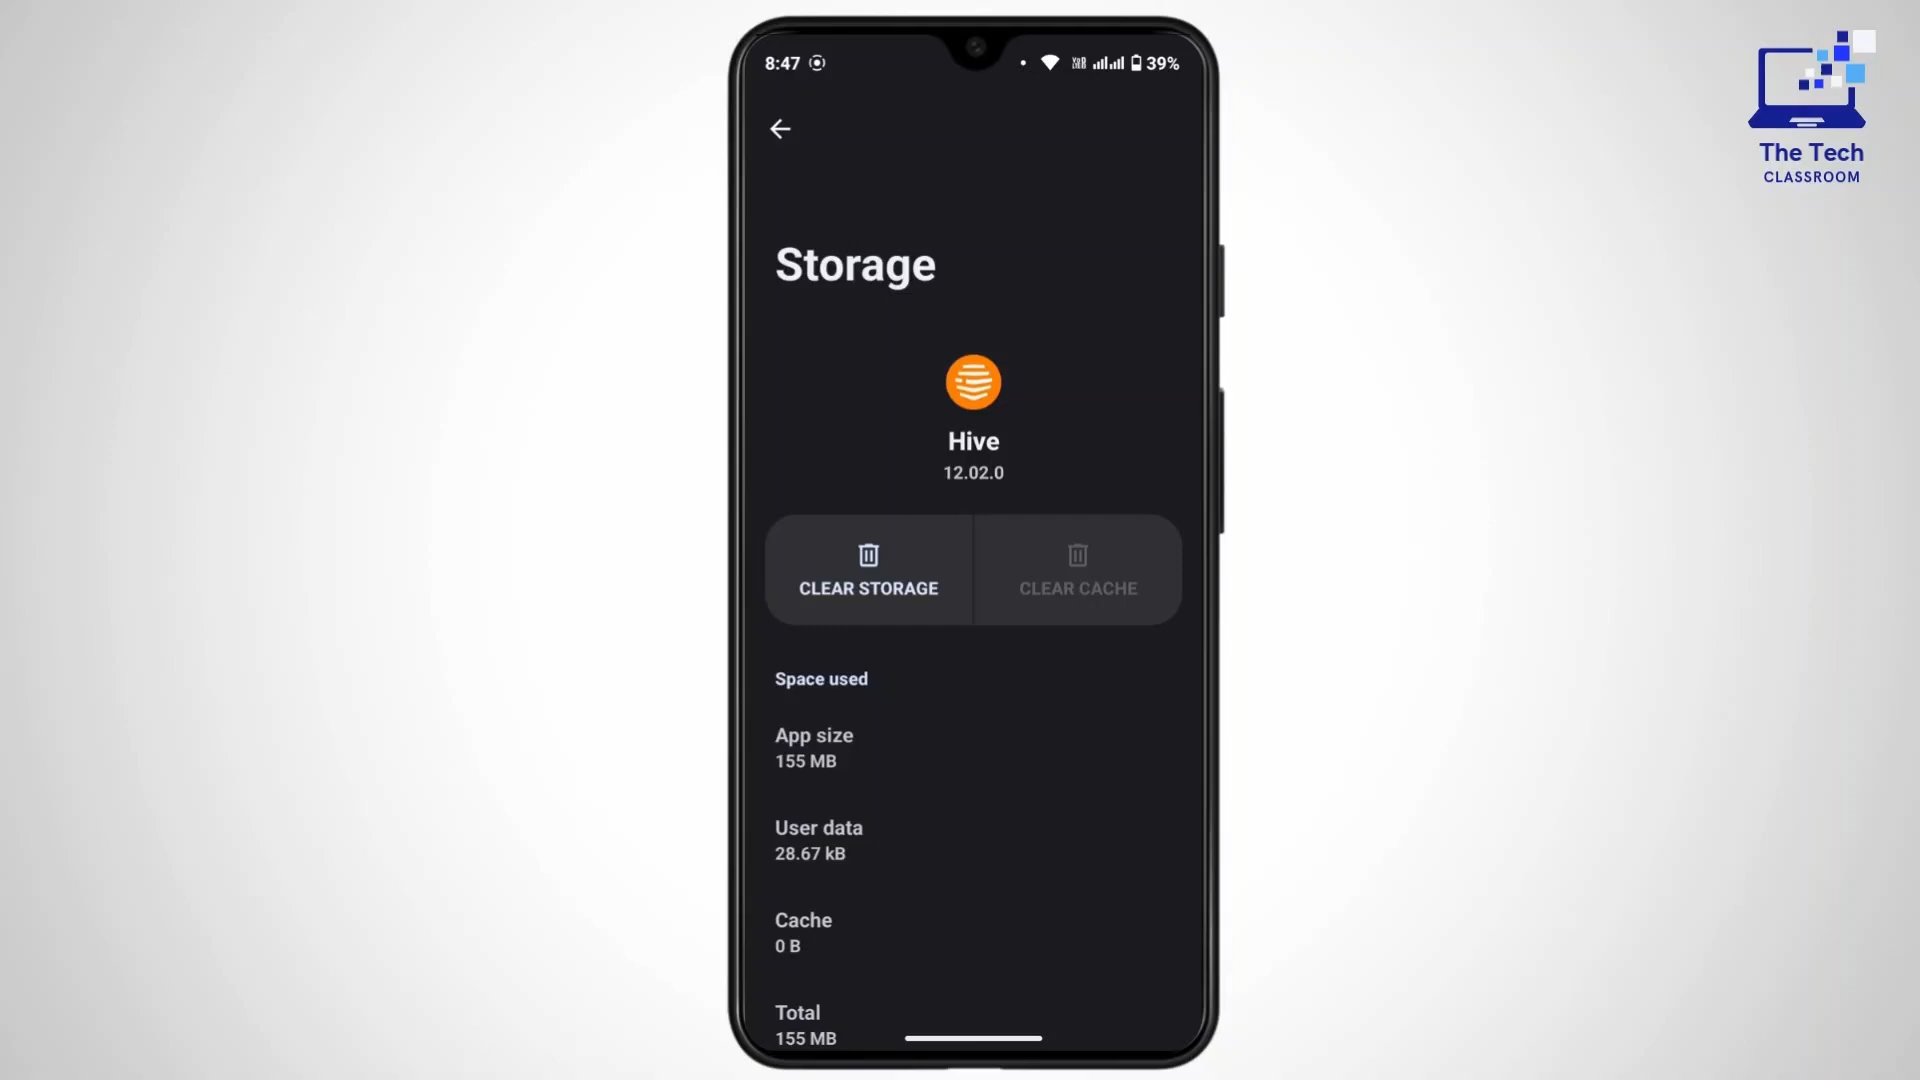 8:47
39%
The Tech
CLASSROOM
Storage
Hive
12.02.0
CLEAR STORAGE
CLEAR CACHE
Space used
App size
155 MB
User data
28.67 kB
Cache
0 B
Total
155 MB